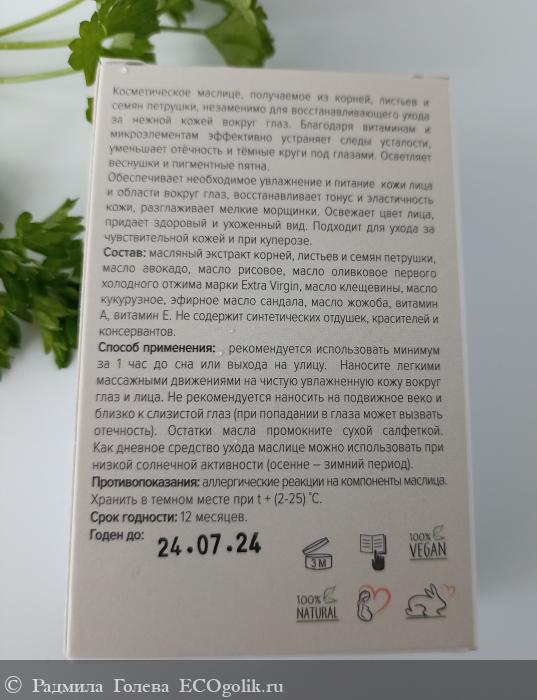 Косметическое маслице, получаемое из корней, листьев и
семян петрушки, незаменимо для восстанавливающего ухода
за нежной кожей вокруг глаз. Благодаря витаминам и
микроэлементам эффективно устраняет следы усталости,
уменьшает отёчность и тёмные круги под глазами. Осветляет
веснушки и пигментные пятна.
Обеспечивает необходимое увлажнение и питание кожи лица
и области вокруг глаз, восстанавливает тонус и эластичность
кожи, разглаживает мелкие морщинки. Освежает цвет лица,
придает здоровый и ухоженный вид. Подходит для ухода за
чувствительной кожей и при куперозе.
Состав: масляный экстракт корней, листьев и семян петрушки,
масло авокадо, масло рисовое, масло оливковое первого
холодного отжима марки Extra Virgin, масло клещевины, масло
кукурузное, эфирное масло сандала, масло жожоба, витамин
А, витамин Е. Не содержит синтетических отдушек, красителей и
консервантов.
Способ применения: , рекомендуется использовать минимум
за 1 час до сна или выхода на улицу. Наносите легкими
массажными движениями на чистую увлажненную кожу вокруг
глаз и лица. Не рекомендуется наносить на подвижное веко и
близко к слизистой глаз (при попадании в глаза может вызвать
отечность). Остатки масла промокните сухой салфеткой.
Как дневное средство ухода маслице можно использовать при
низкой солнечной активности (осенне – зимний период).
Противопоказания: аллергические реакции на компоненты маслица.
Хранить в темном месте при t + (2-25) °C.
Срок годности: 12 месяцев.
Годен до: 24.07.24
3 M
100%
VEGAN
100%
NATURAL
© Радмила Голева ECOgolik.ru